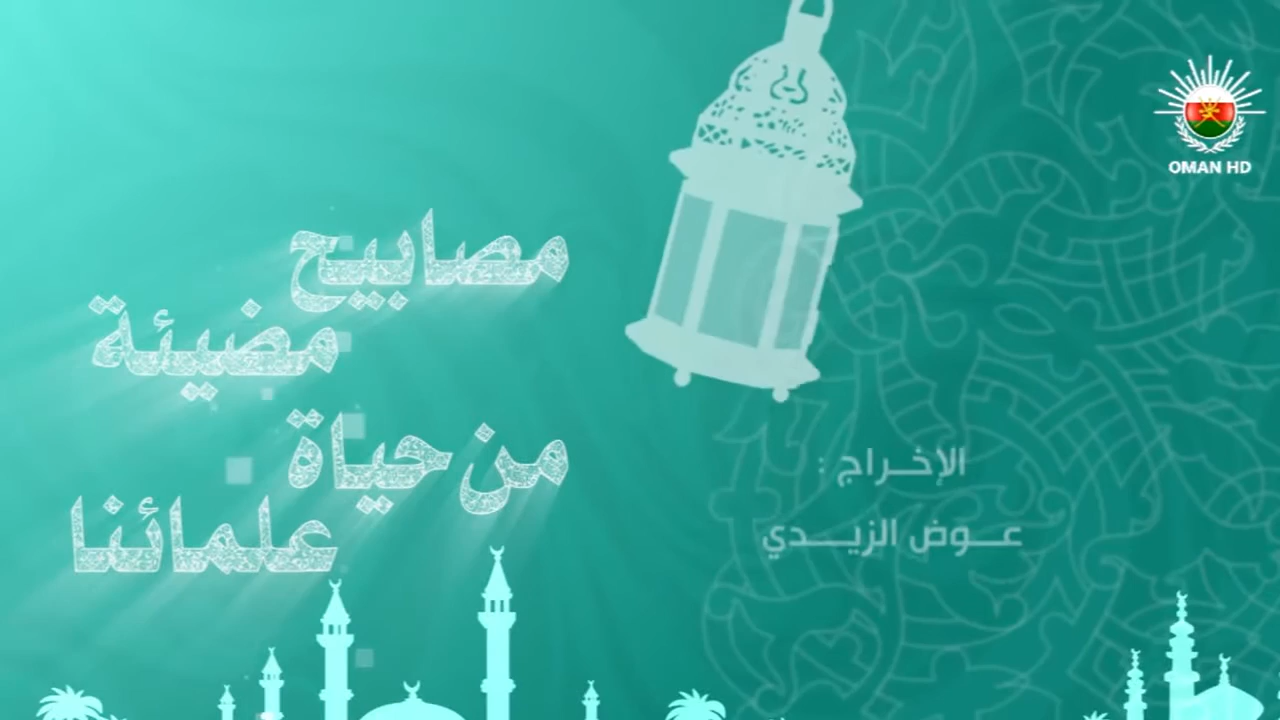 OMAN HD
مصابيح
مضيئة
من حياة
علمائنا
الإخراج :
عوض الزيدي